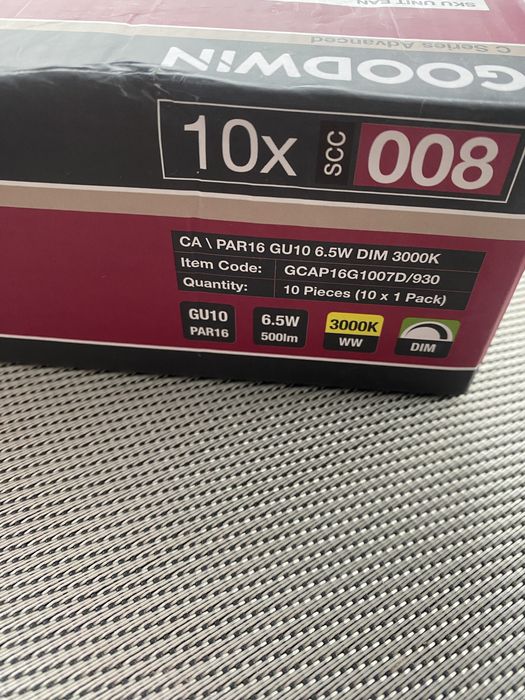 SKU UNIT EAN
C Series Advanced
GOODWIN
10x SCC 008
CA \ PAR16 GU10 6.5W DIM 3000K
Item Code: GCAP16G1007D/930
Quantity: 10 Pieces (10 x 1 Pack)
GU10 PAR16
6.5W 500lm
3000K WW
DIM